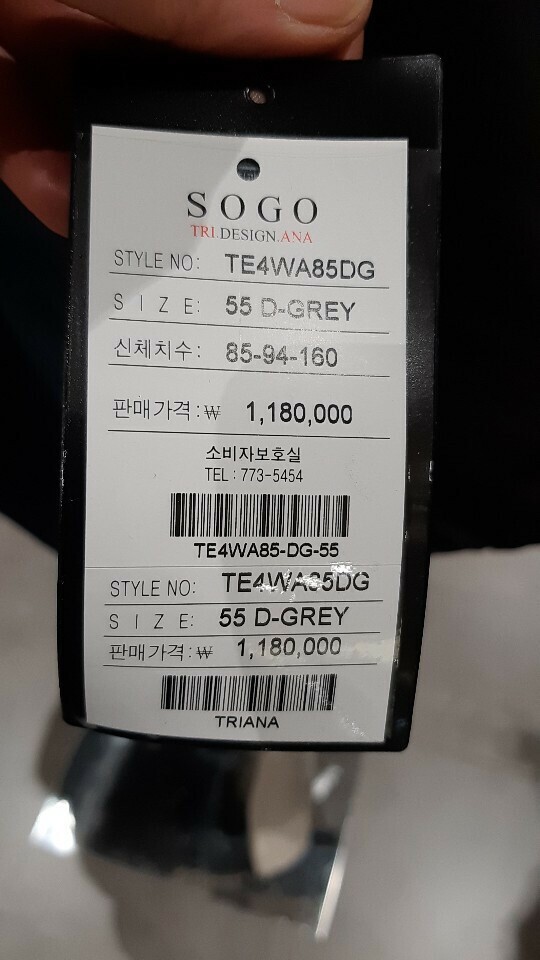 SOGO
TRI.DESIGN.ANA
STYLE NO: TE4WA85DG
S I Z E: 55 D-GREY
신체치수: 85-94-160
판매가격:₩ 1,180,000
소비자보호실
TEL : 773-5454
TE4WA85-DG-55
STYLE NO: TE4WA85DG
S I Z E: 55 D-GREY
판매가격:₩ 1,180,000
TRIANA